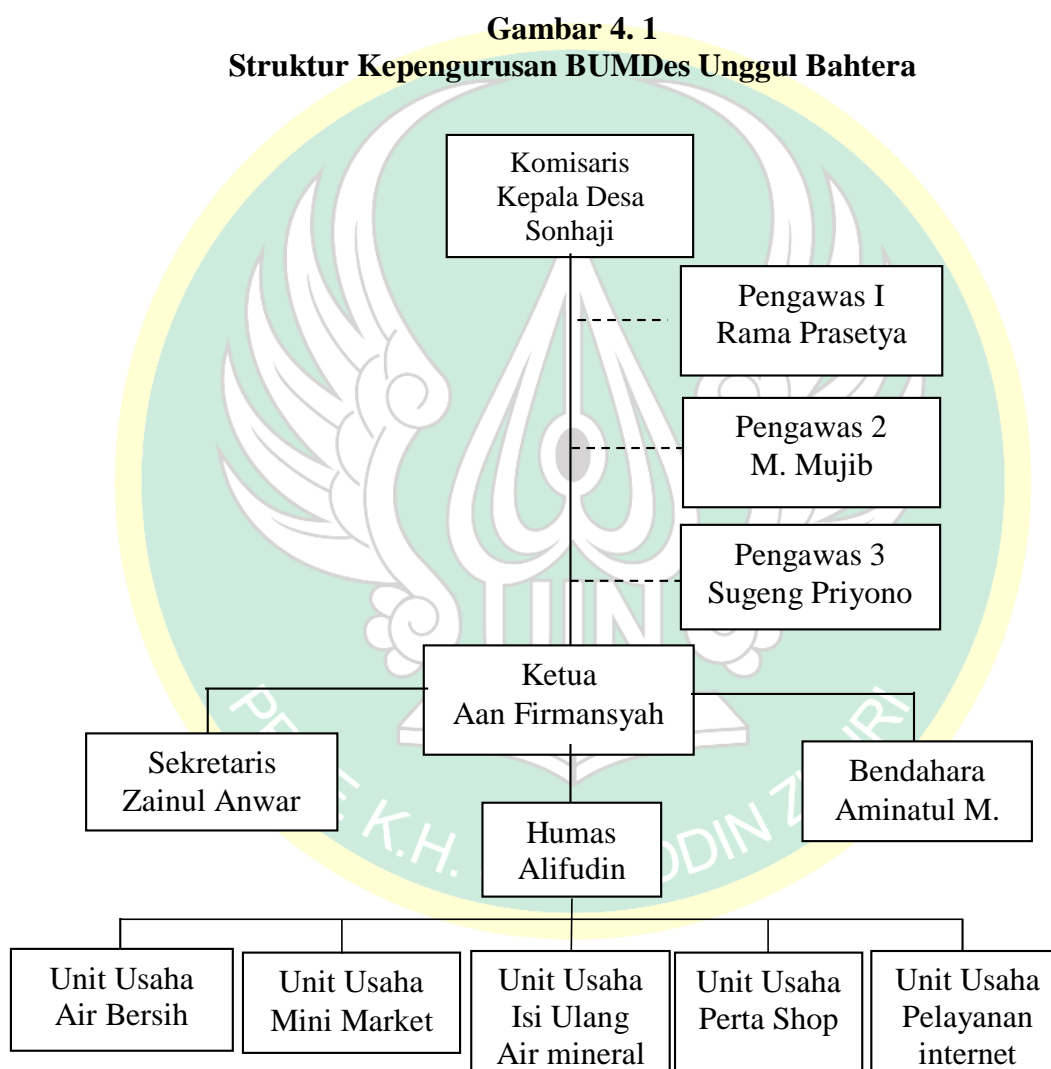 Gambar 4. 1
Struktur Kepengurusan BUMDes Unggul Bahtera
Komisaris
Kepala Desa
Sonhaji
Pengawas I
Rama Prasetya
Pengawas 2
M. Mujib
Pengawas 3
Sugeng Priyono
UIN
Ketua
Aan Firmansyah
Sekretaris
Zainul Anwar
Bendahara
Aminatul M.
Humas
Alifudin
K.H.
Unit Usaha
Air Bersih
Unit Usaha
Mini Market
Unit Usaha
Isi Ulang
Air mineral
Unit Usaha
Perta Shop
Unit Usaha
Pelayanan
internet